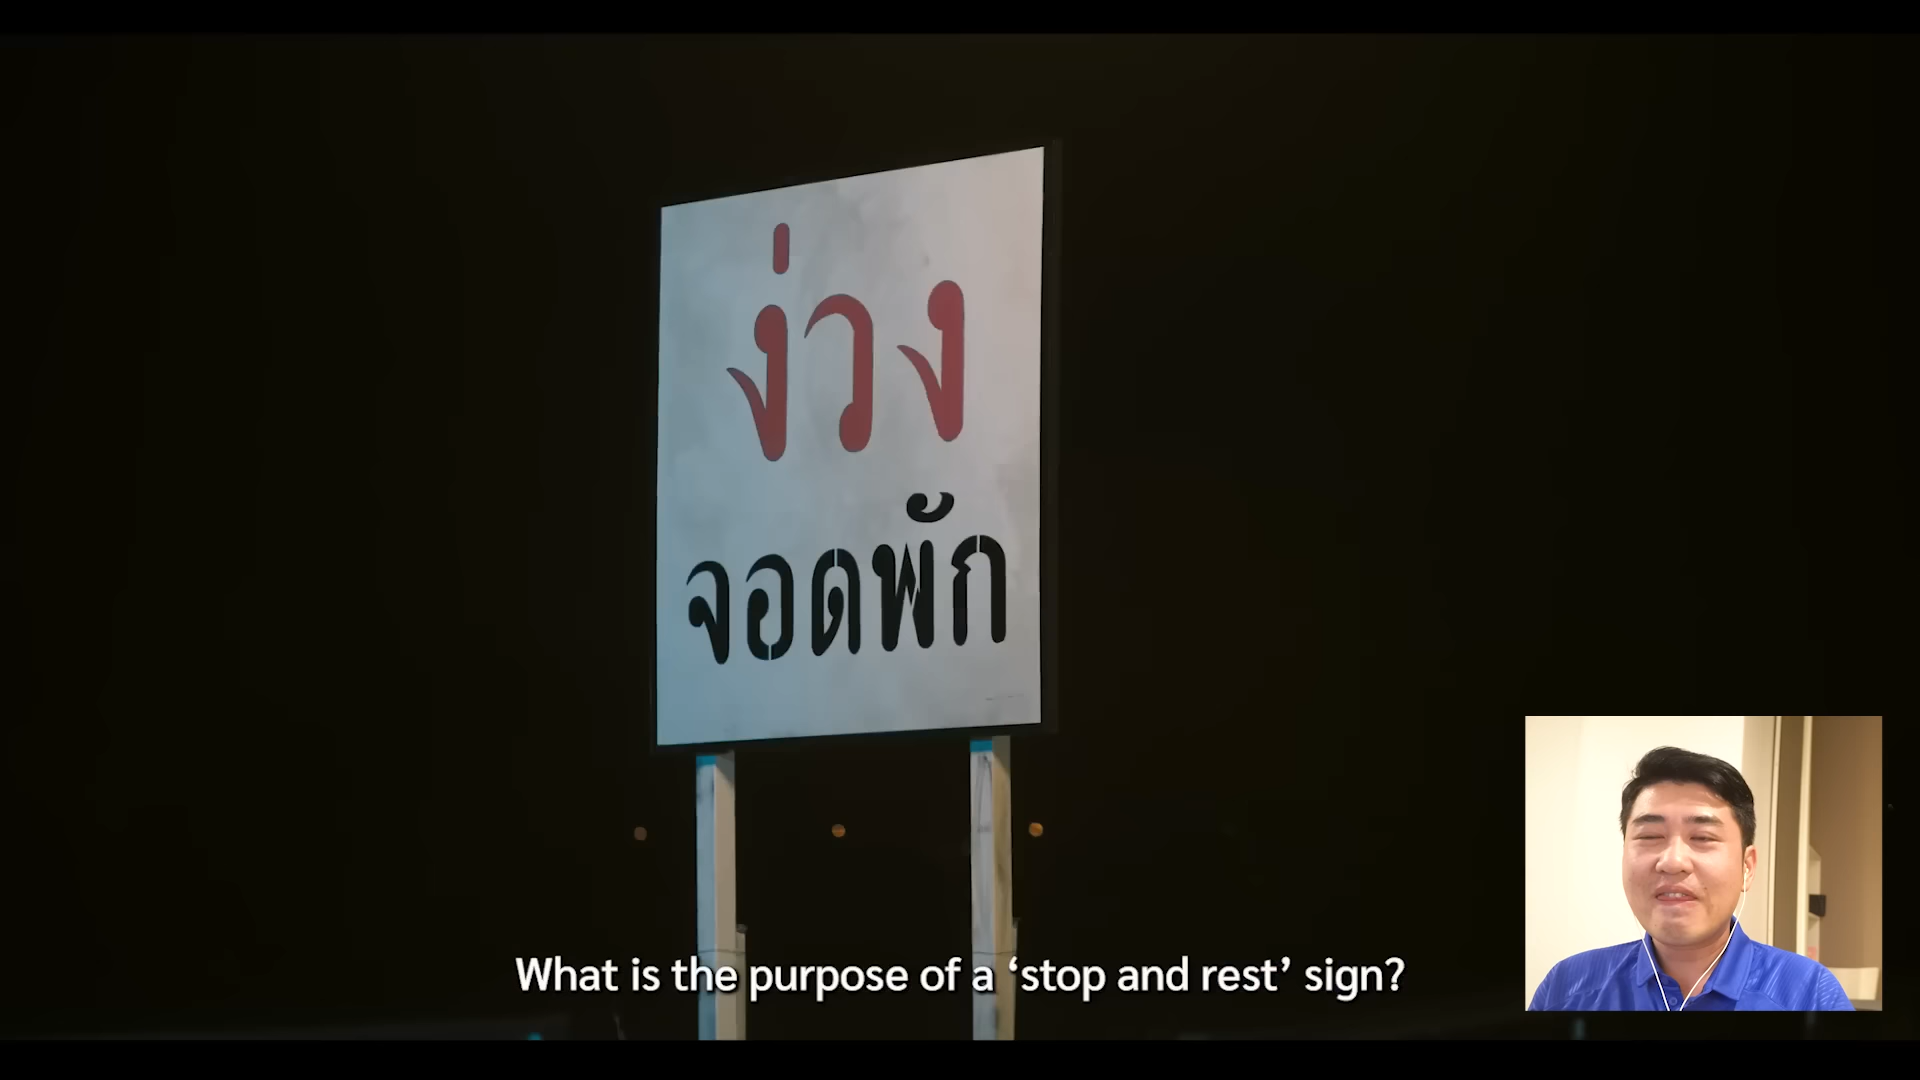 ง่วง
จอดพัก
What is the purpose of a ‘stop and rest’ sign?